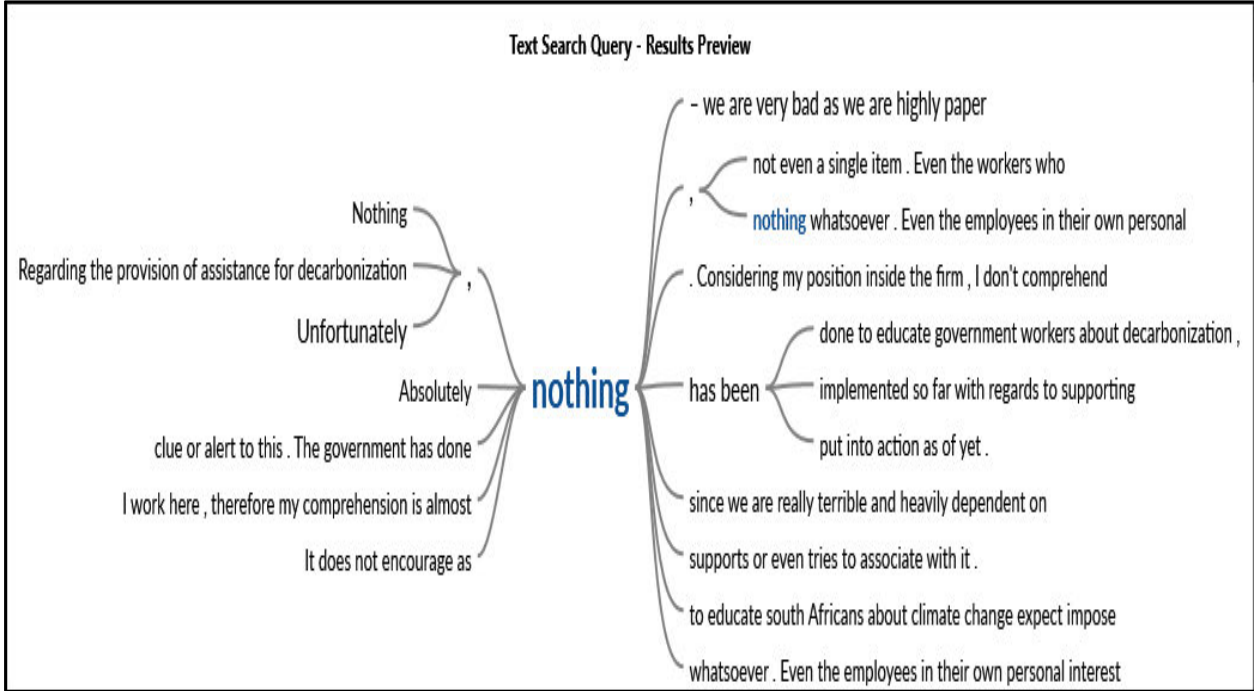 Text Search Query - Results Preview
Nothing
Regarding the provision of assistance for decarbonization
Unfortunately
,
Absolutely
clue or alert to this . The government has done
I work here , therefore my comprehension is almost
It does not encourage as
nothing
– we are very bad as we are highly paper
,
not even a single item . Even the workers who
nothing whatsoever . Even the employees in their own personal
. Considering my position inside the firm , I don't comprehend
has been
done to educate government workers about decarbonization ,
implemented so far with regards to supporting
put into action as of yet .
since we are really terrible and heavily dependent on
supports or even tries to associate with it .
to educate south Africans about climate change expect impose
whatsoever . Even the employees in their own personal interest